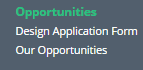 Opportunities
Design Application Form
Our Opportunities